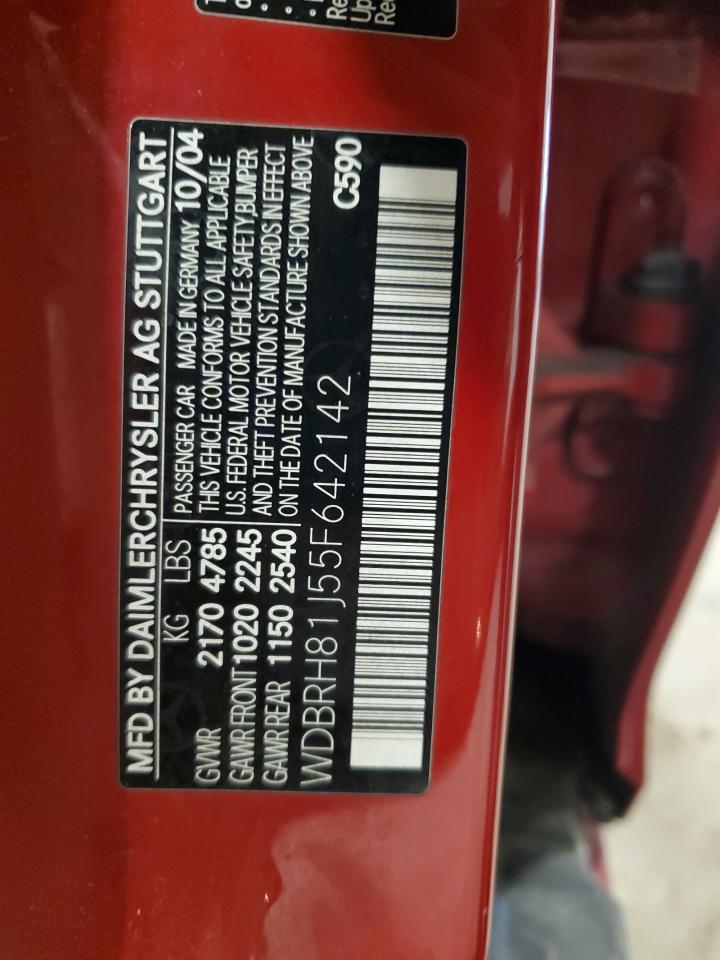 MFD BY DAIMLERCHRYSLER AG STUTTGART
KG LBS PASSENGER CAR MADE IN GERMANY 10/04
GVWR 2170 4785 THIS VEHICLE CONFORMS TO ALL APPLICABLE
U.S. FEDERAL MOTOR VEHICLE SAFETY,BUMPER
GAWR FRONT 1020 2245 AND THEFT PREVENTION STANDARDS IN EFFECT
GAWR REAR 1150 2540 ON THE DATE OF MANUFACTURE SHOWN ABOVE
WDBRH81J55F642142 C590